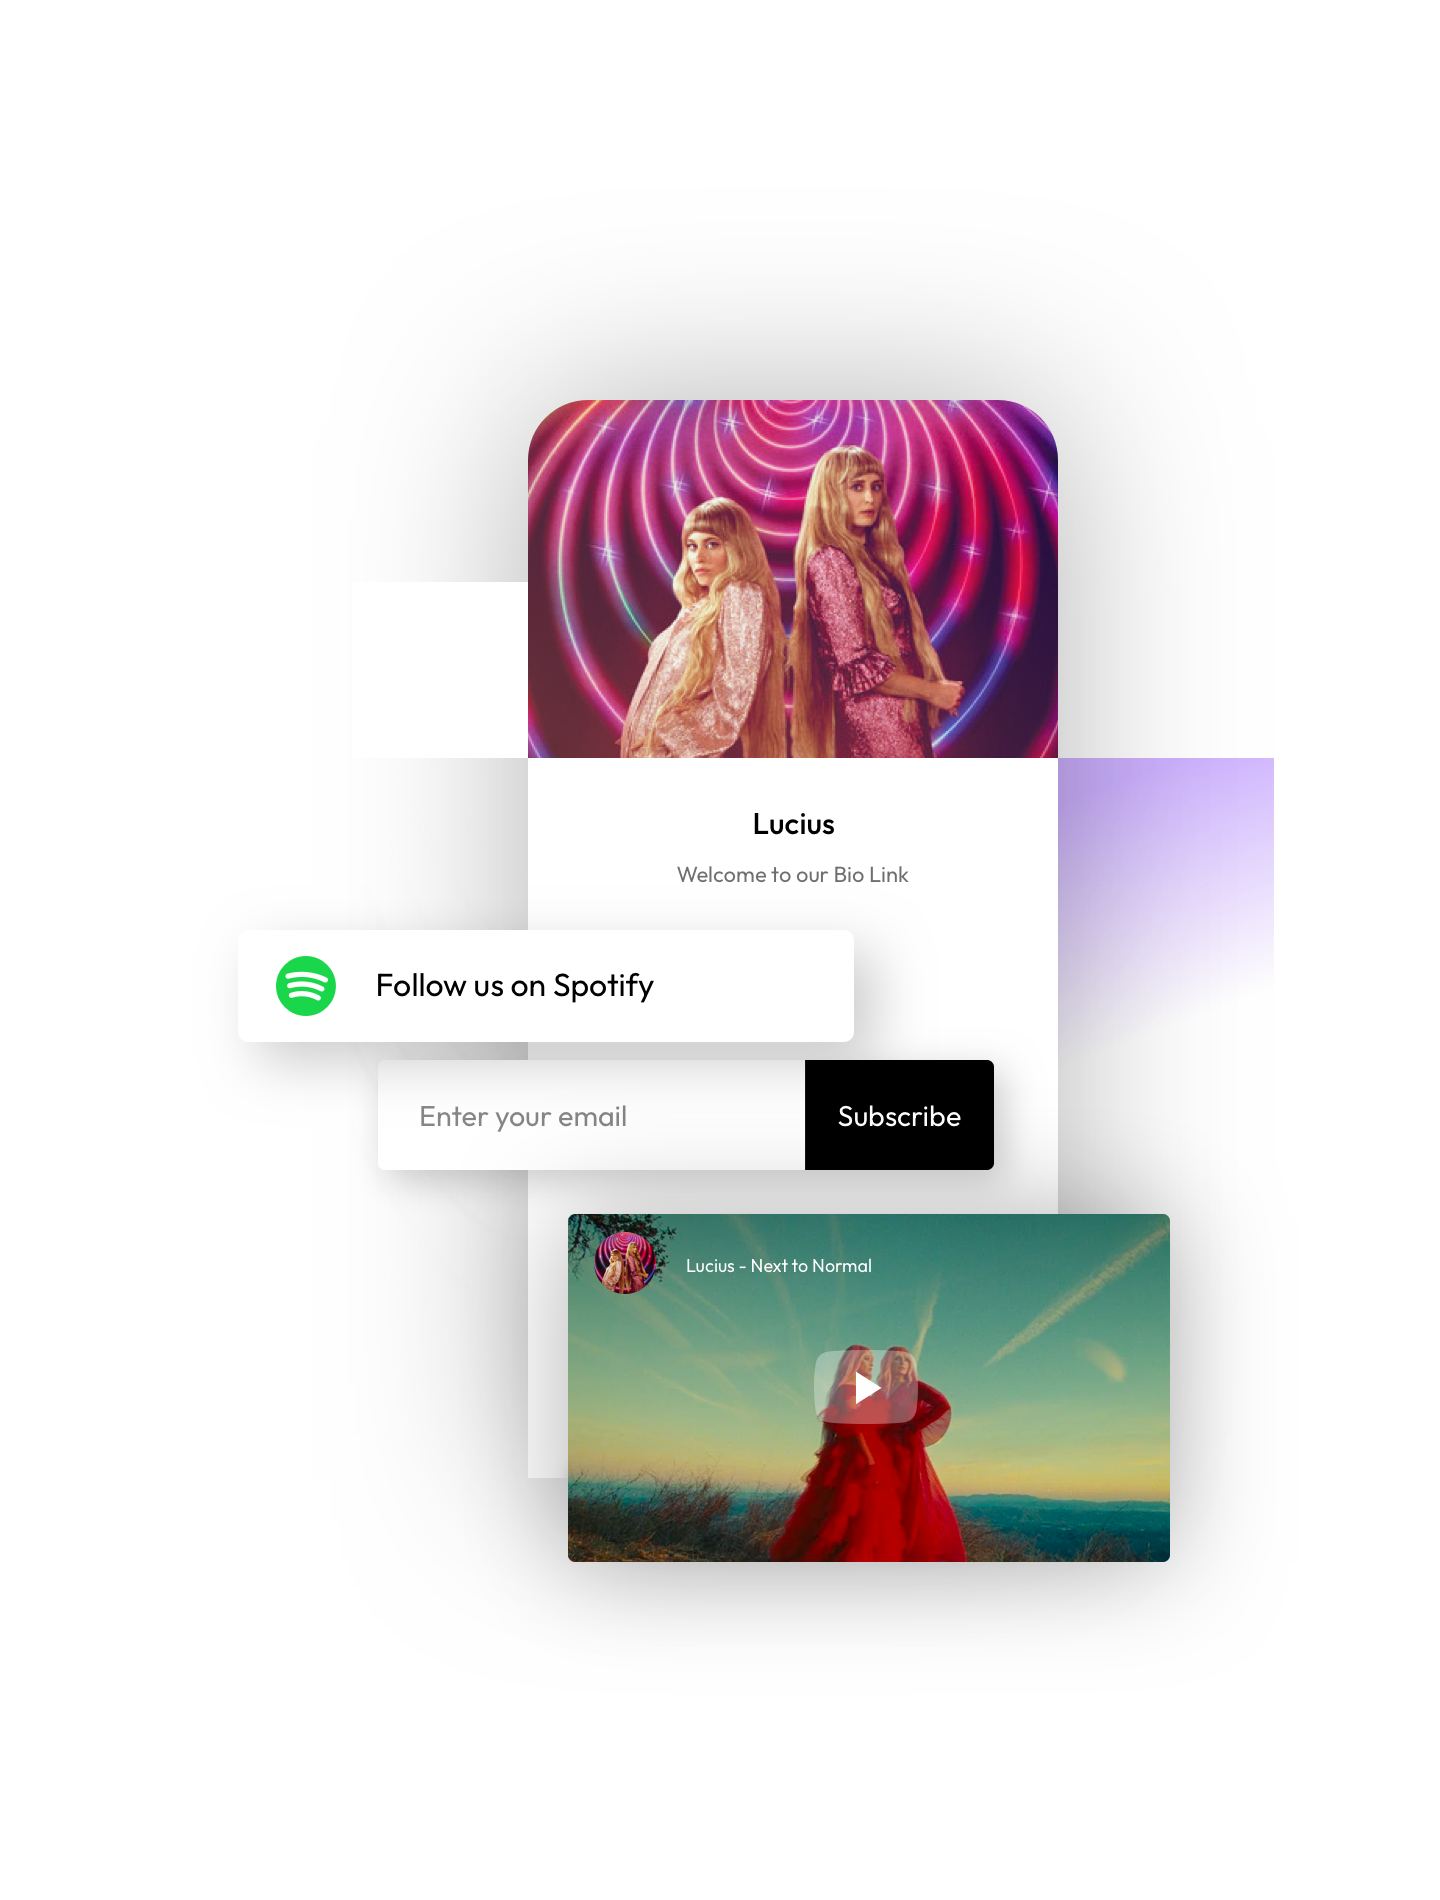 Lucius
Welcome to our Bio Link
Follow us on Spotify
Enter your email
Subscribe
Lucius - Next to Normal